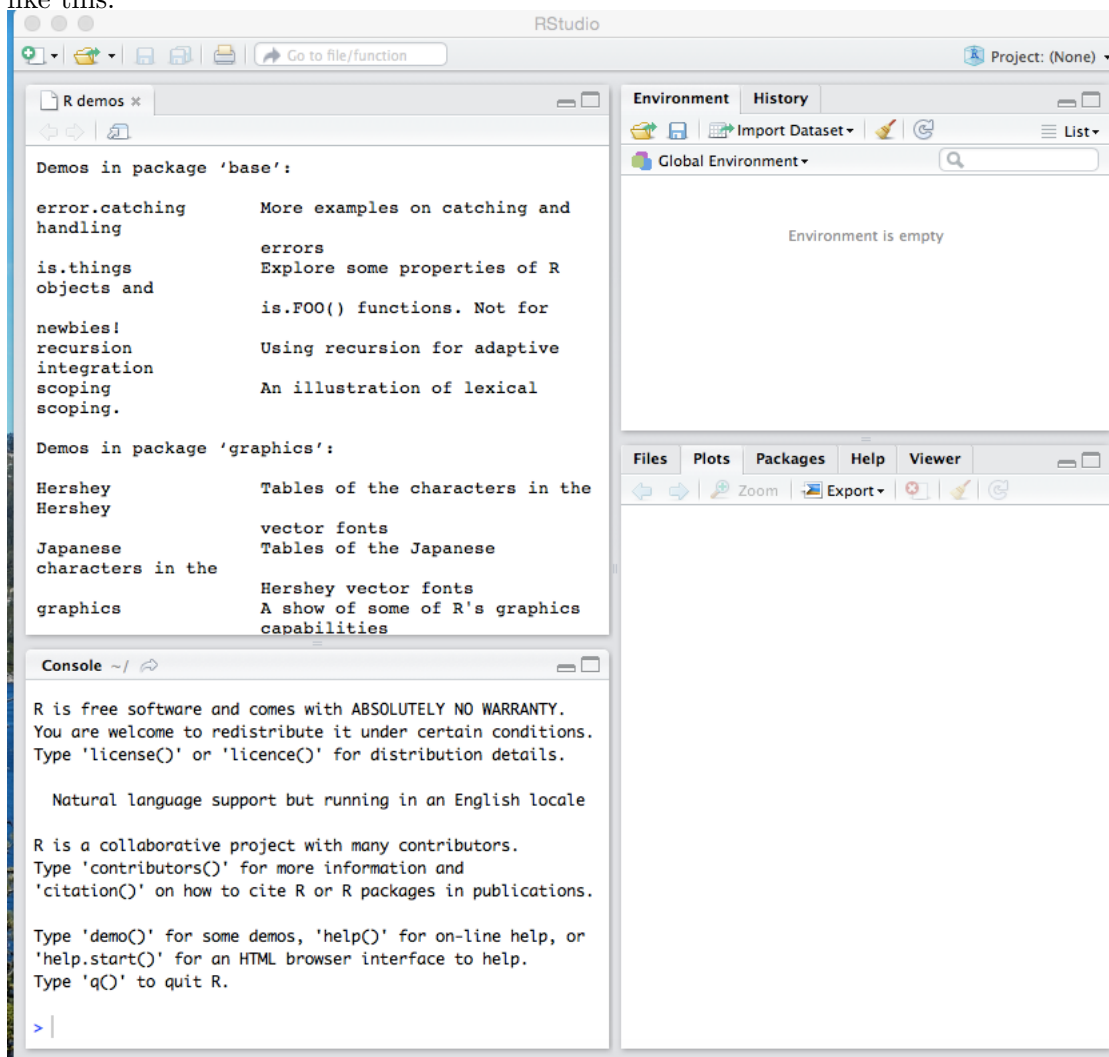 like this.
RStudio
Go to file/function
Project: (None)
R demos
Demos in package ‘base’:
error.catching More examples on catching and
handling
errors
is.things Explore some properties of R
objects and
is.FOO() functions. Not for
newbies!
recursion Using recursion for adaptive
integration
scoping An illustration of lexical
scoping.
Demos in package ‘graphics’:
Hershey Tables of the characters in the
Hershey
vector fonts
Japanese Tables of the Japanese
characters in the
Hershey vector fonts
graphics A show of some of R's graphics
capabilities
Console ~/
R is free software and comes with ABSOLUTELY NO WARRANTY.
You are welcome to redistribute it under certain conditions.
Type 'license()' or 'licence()' for distribution details.
Natural language support but running in an English locale
R is a collaborative project with many contributors.
Type 'contributors()' for more information and
'citation()' on how to cite R or R packages in publications.
Type 'demo()' for some demos, 'help()' for on-line help, or
'help.start()' for an HTML browser interface to help.
Type 'q()' to quit R.
>
Environment History
Import Dataset List
Global Environment
Environment is empty
Files Plots Packages Help Viewer
Zoom Export